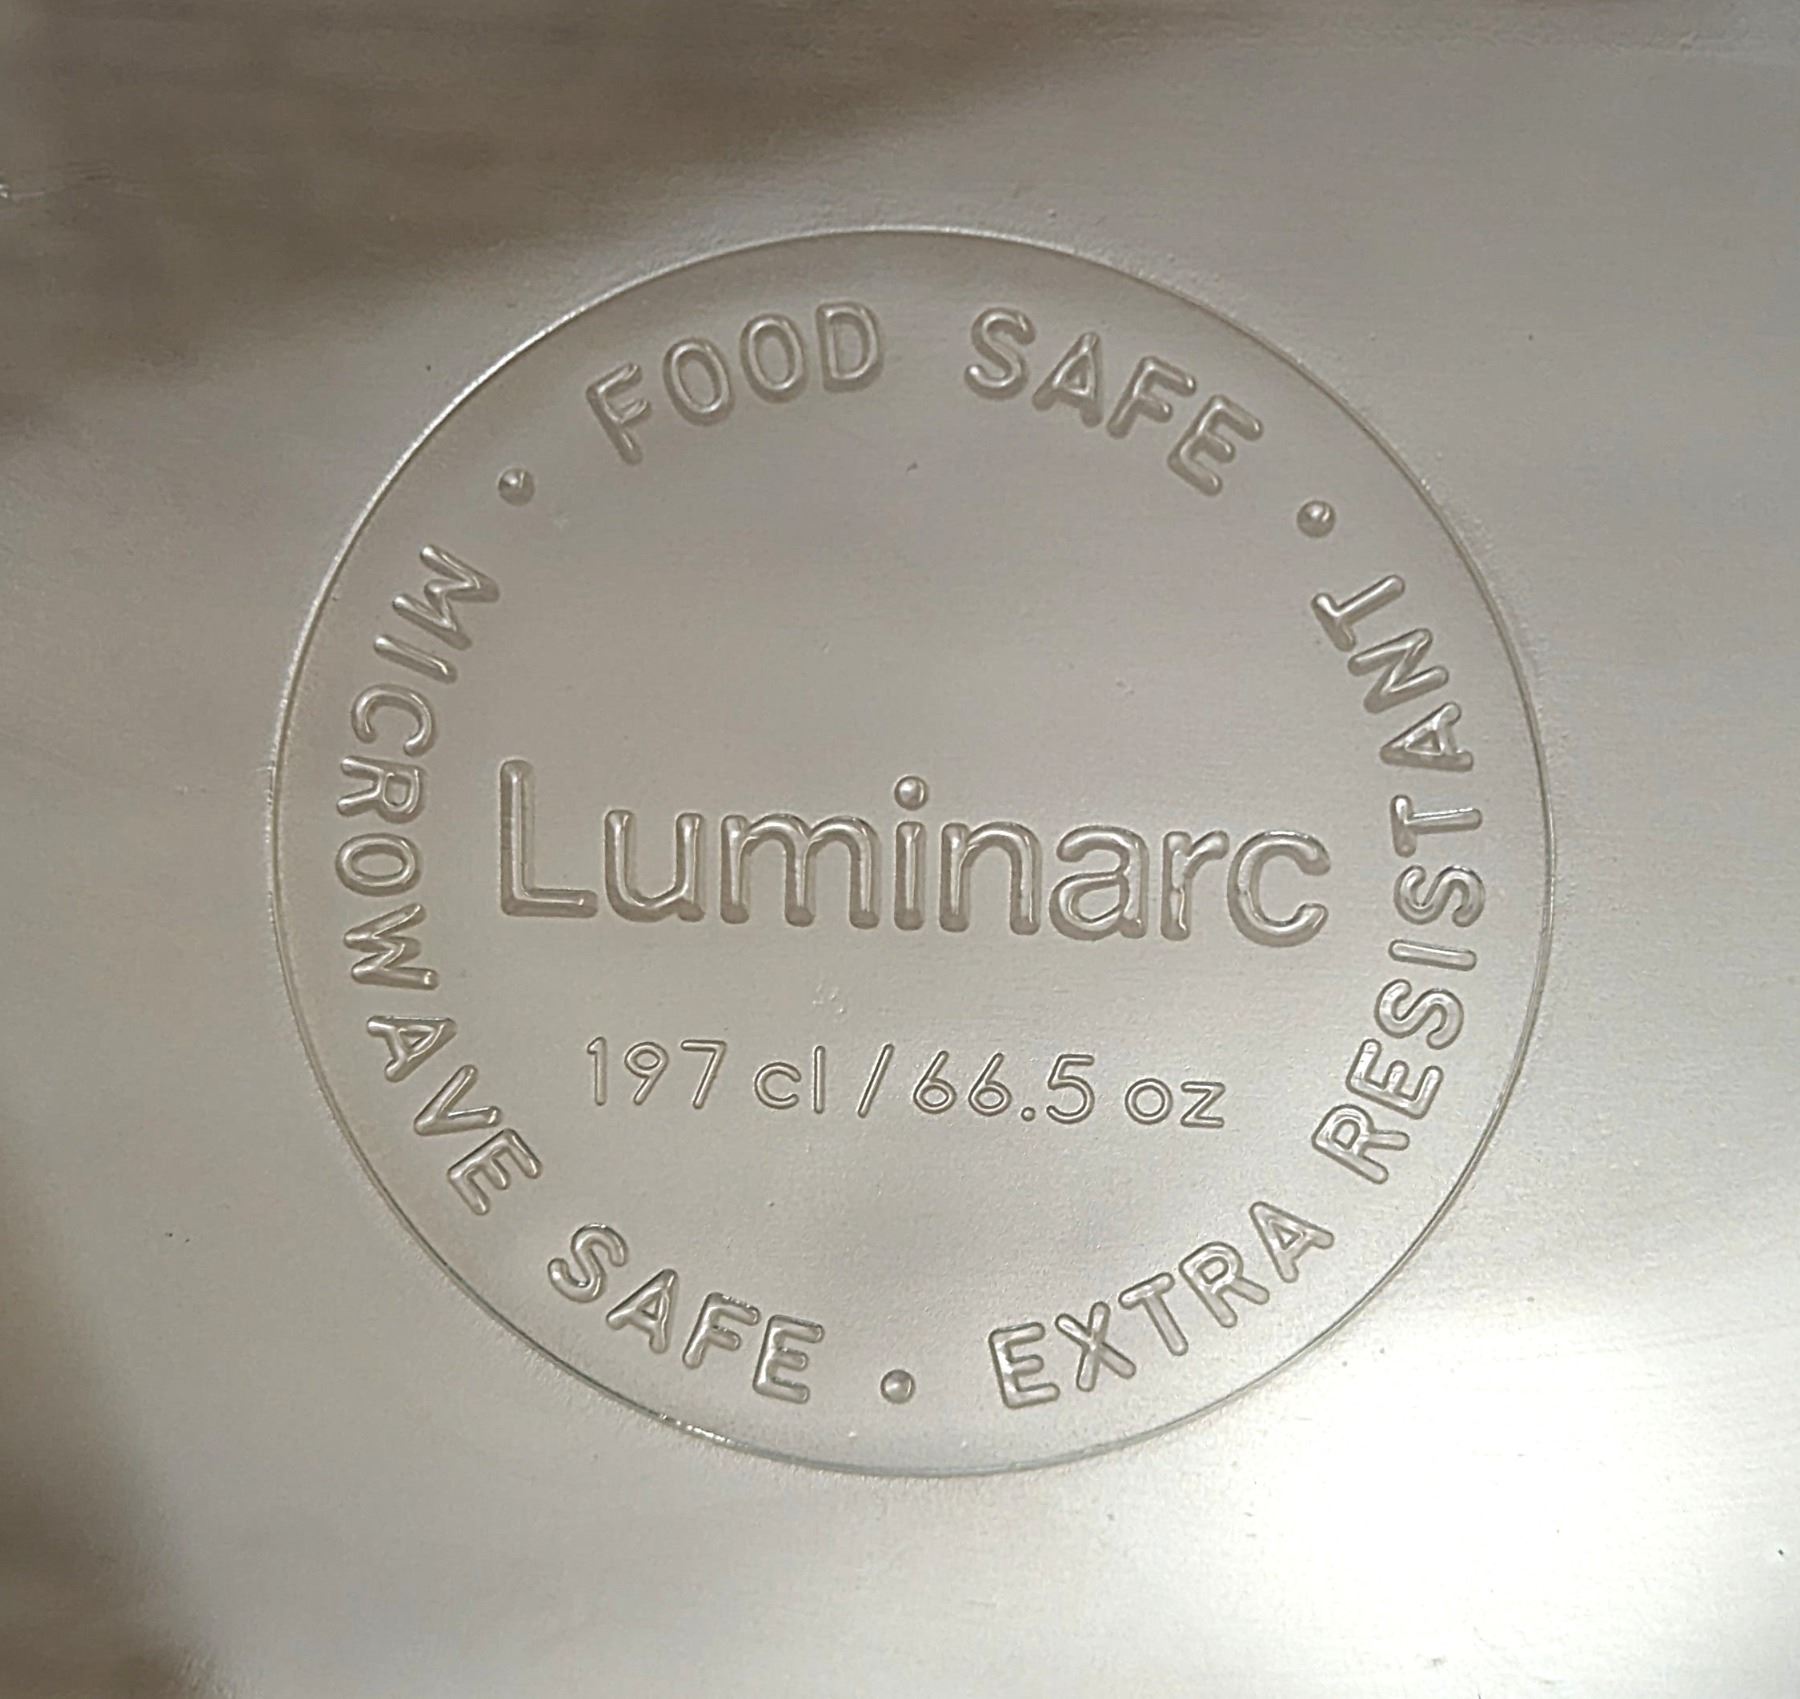 FOOD SAFE •
EXTRA RESISTANT •
MICROWAVE SAFE •
Luminarc
197 cl / 66.5 oz